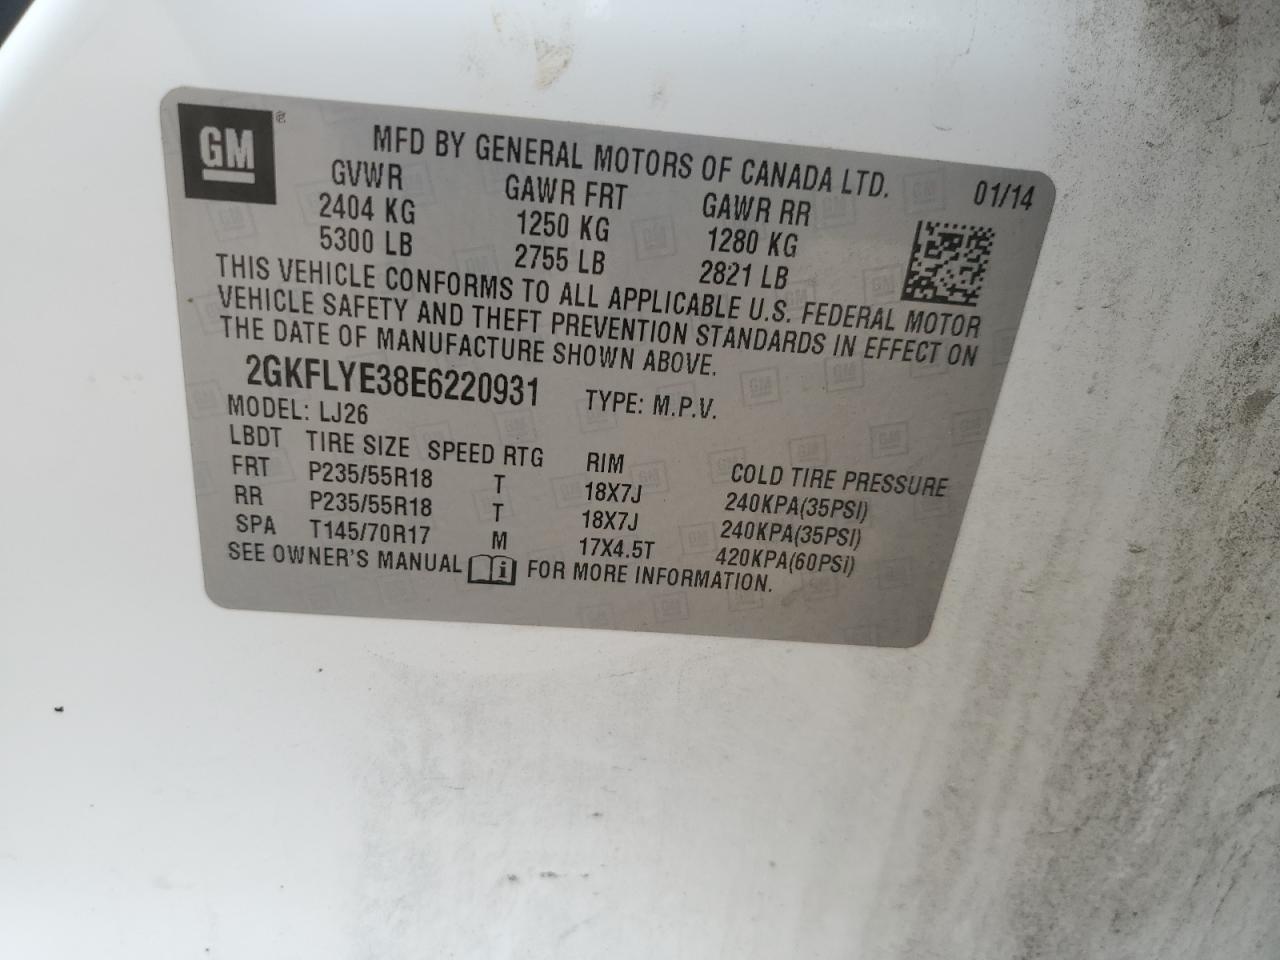 GM®
MFD BY GENERAL MOTORS OF CANADA LTD. 01/14
GVWR GAWR FRT GAWR RR
2404 KG 1250 KG 1280 KG
5300 LB 2755 LB 2821 LB
THIS VEHICLE CONFORMS TO ALL APPLICABLE U.S. FEDERAL MOTOR
VEHICLE SAFETY AND THEFT PREVENTION STANDARDS IN EFFECT ON
THE DATE OF MANUFACTURE SHOWN ABOVE.
2GKFLYE38E6220931 TYPE: M.P.V.
MODEL: LJ26
LBDT TIRE SIZE SPEED RTG RIM COLD TIRE PRESSURE
FRT P235/55R18 T 18X7J 240KPA(35PSI)
RR P235/55R18 T 18X7J 240KPA(35PSI)
SPA T145/70R17 M 17X4.5T 420KPA(60PSI)
SEE OWNER'S MANUAL i FOR MORE INFORMATION.